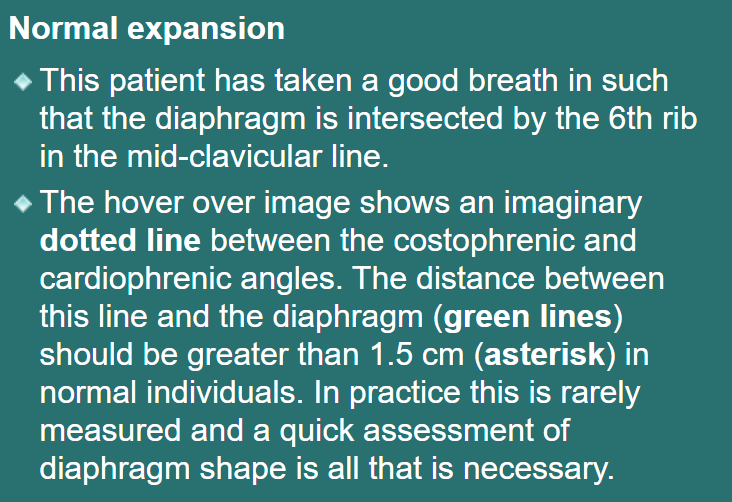 Normal expansion
This patient has taken a good breath in such
that the diaphragm is intersected by the 6th rib
in the mid-clavicular line.
The hover over image shows an imaginary
dotted line between the costophrenic and
cardiophrenic angles. The distance between
this line and the diaphragm (green lines)
should be greater than 1.5 cm (asterisk) in
normal individuals. In practice this is rarely
measured and a quick assessment of
diaphragm shape is all that is necessary.